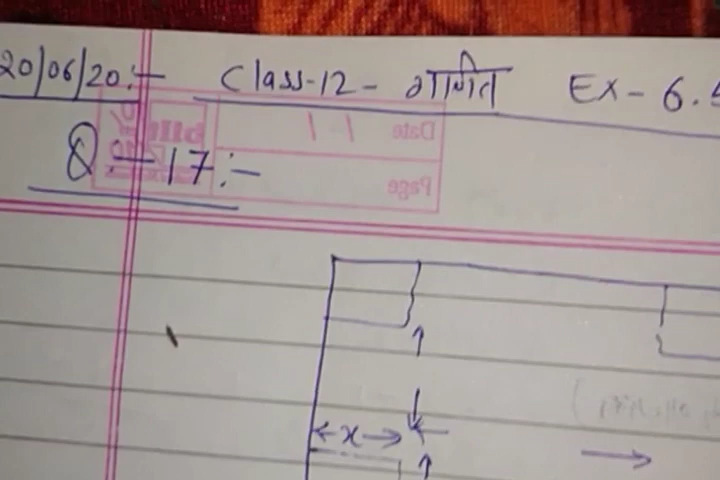 20/06/20:- Class-12- गणित Ex-6.5
Date
Q-17:-
Page
x